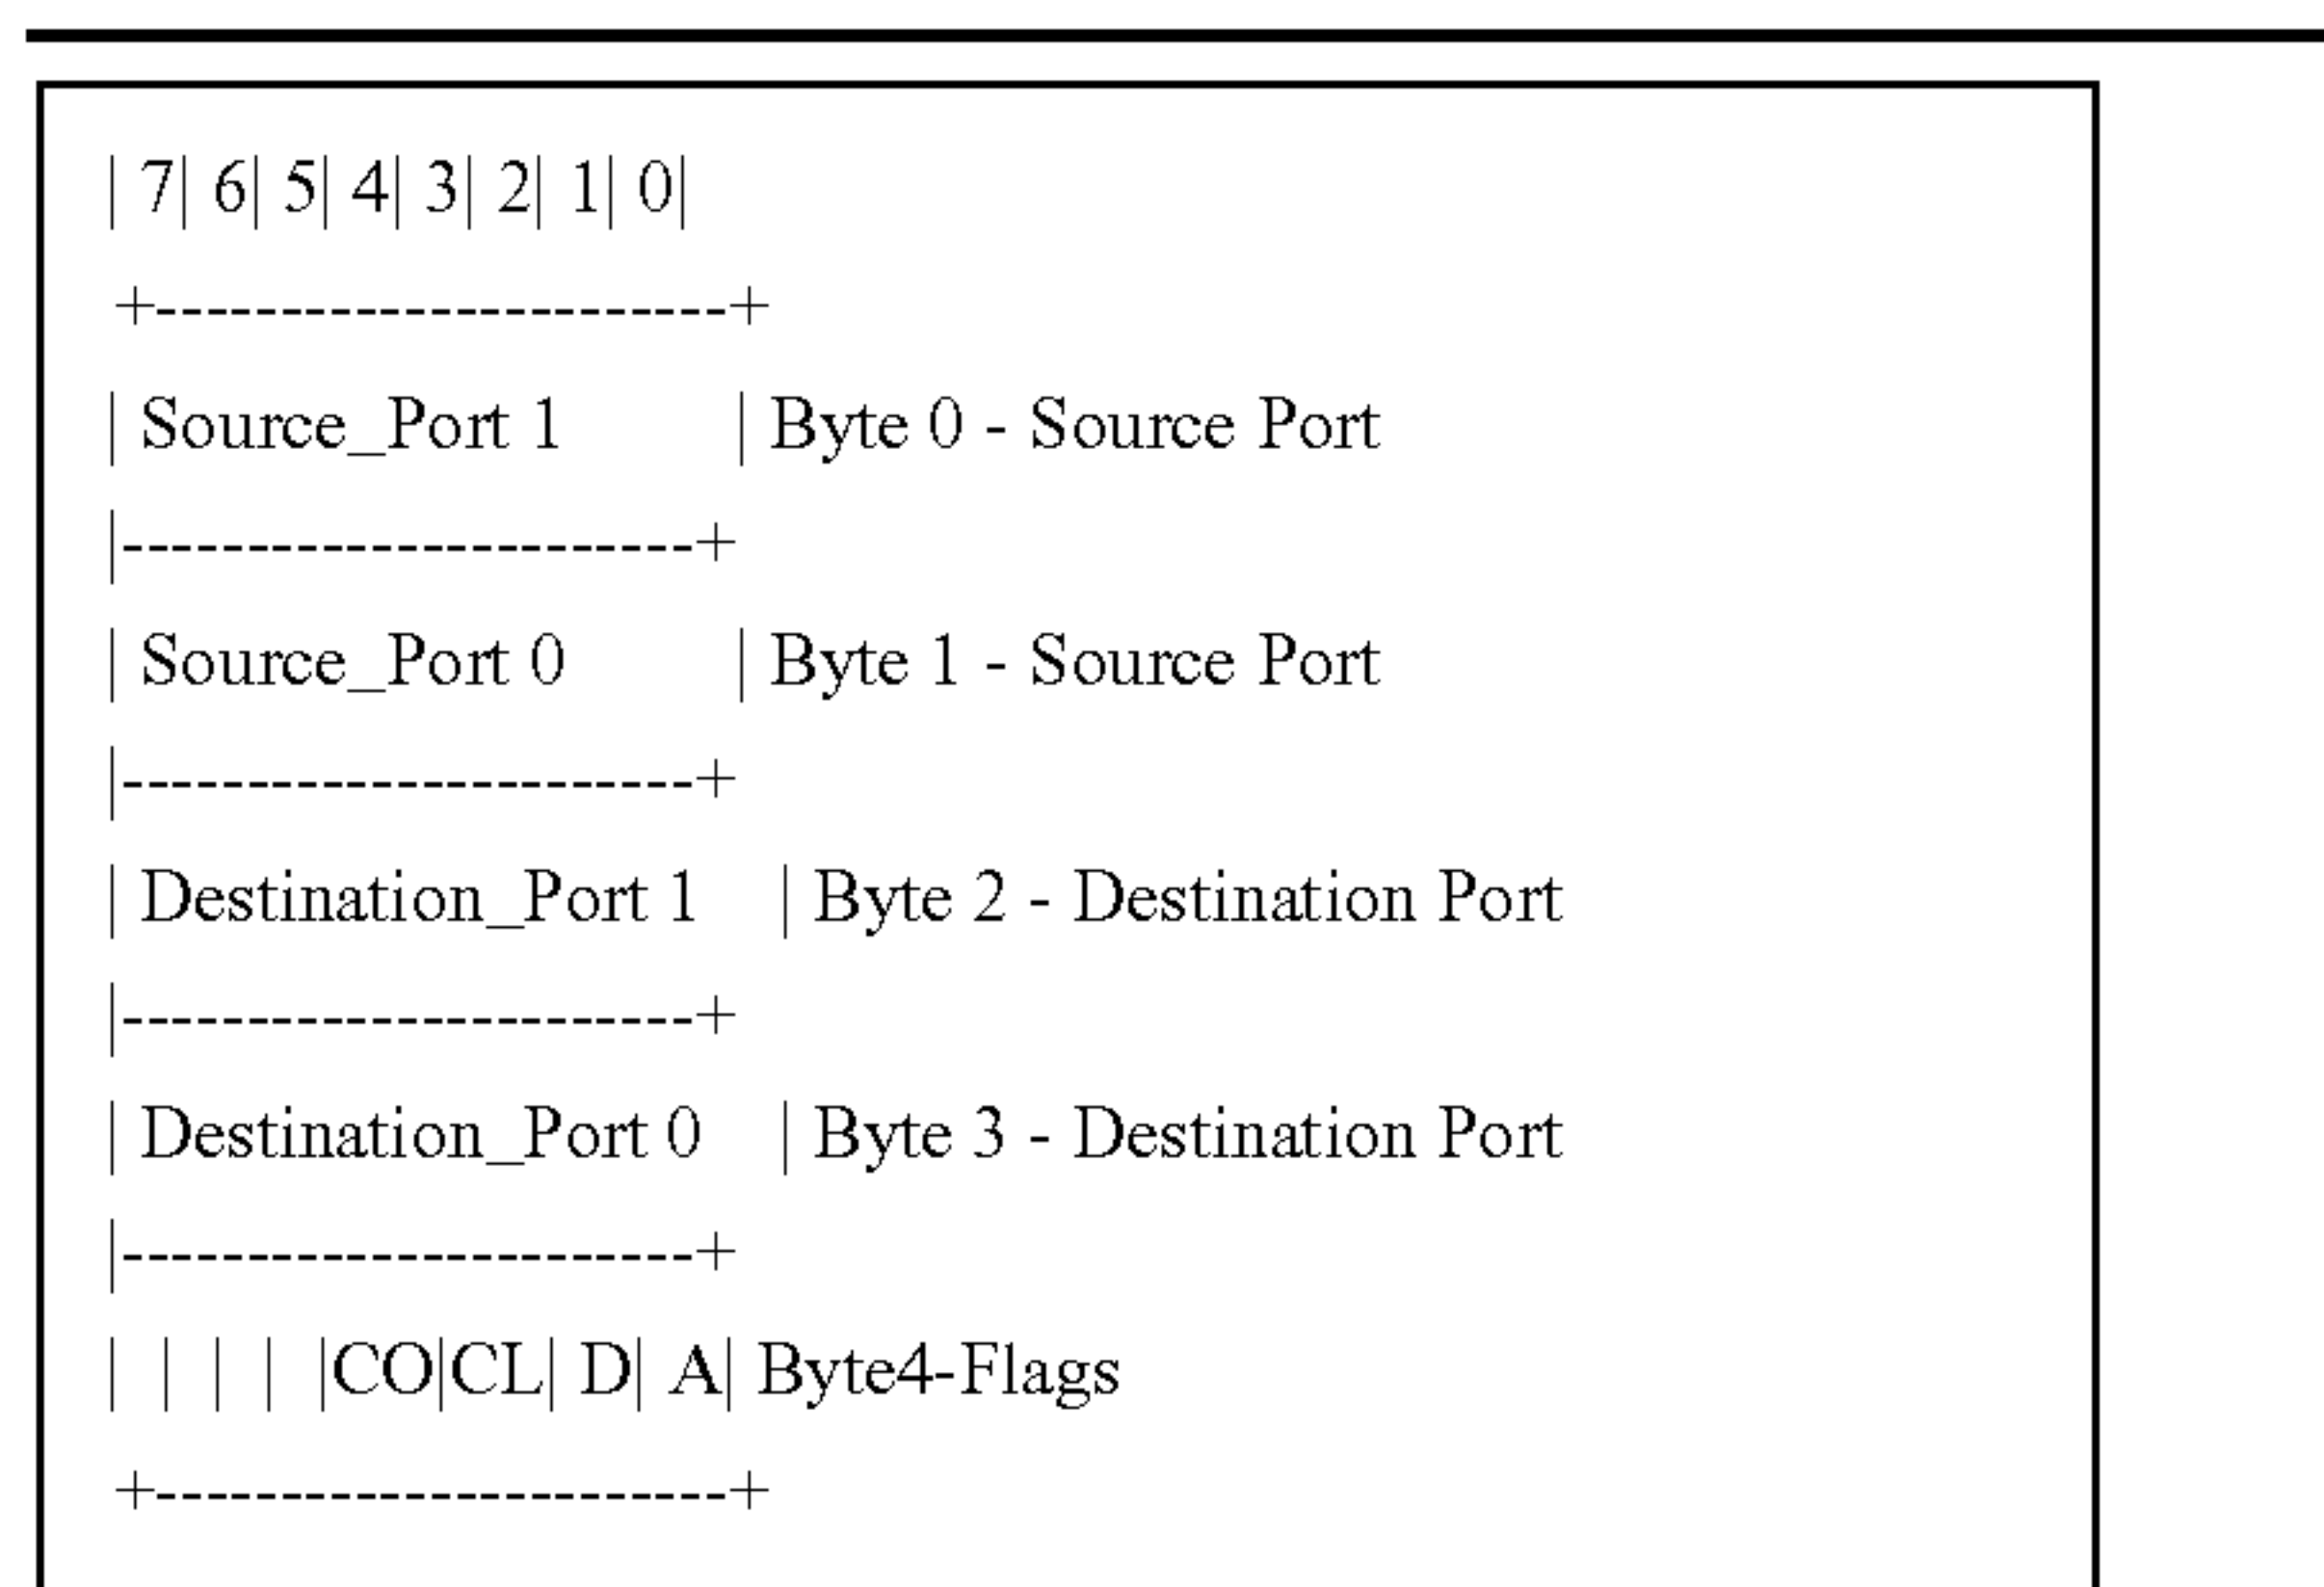 | 7| 6| 5| 4| 3| 2| 1| 0|
+-----------------------+
| Source_Port 1 | Byte 0 - Source Port
|-----------------------+
| Source_Port 0 | Byte 1 - Source Port
|-----------------------+
| Destination_Port 1 | Byte 2 - Destination Port
|-----------------------+
| Destination_Port 0 | Byte 3 - Destination Port
|-----------------------+
| | | | |CO|CL| D| A| Byte4-Flags
+-----------------------+